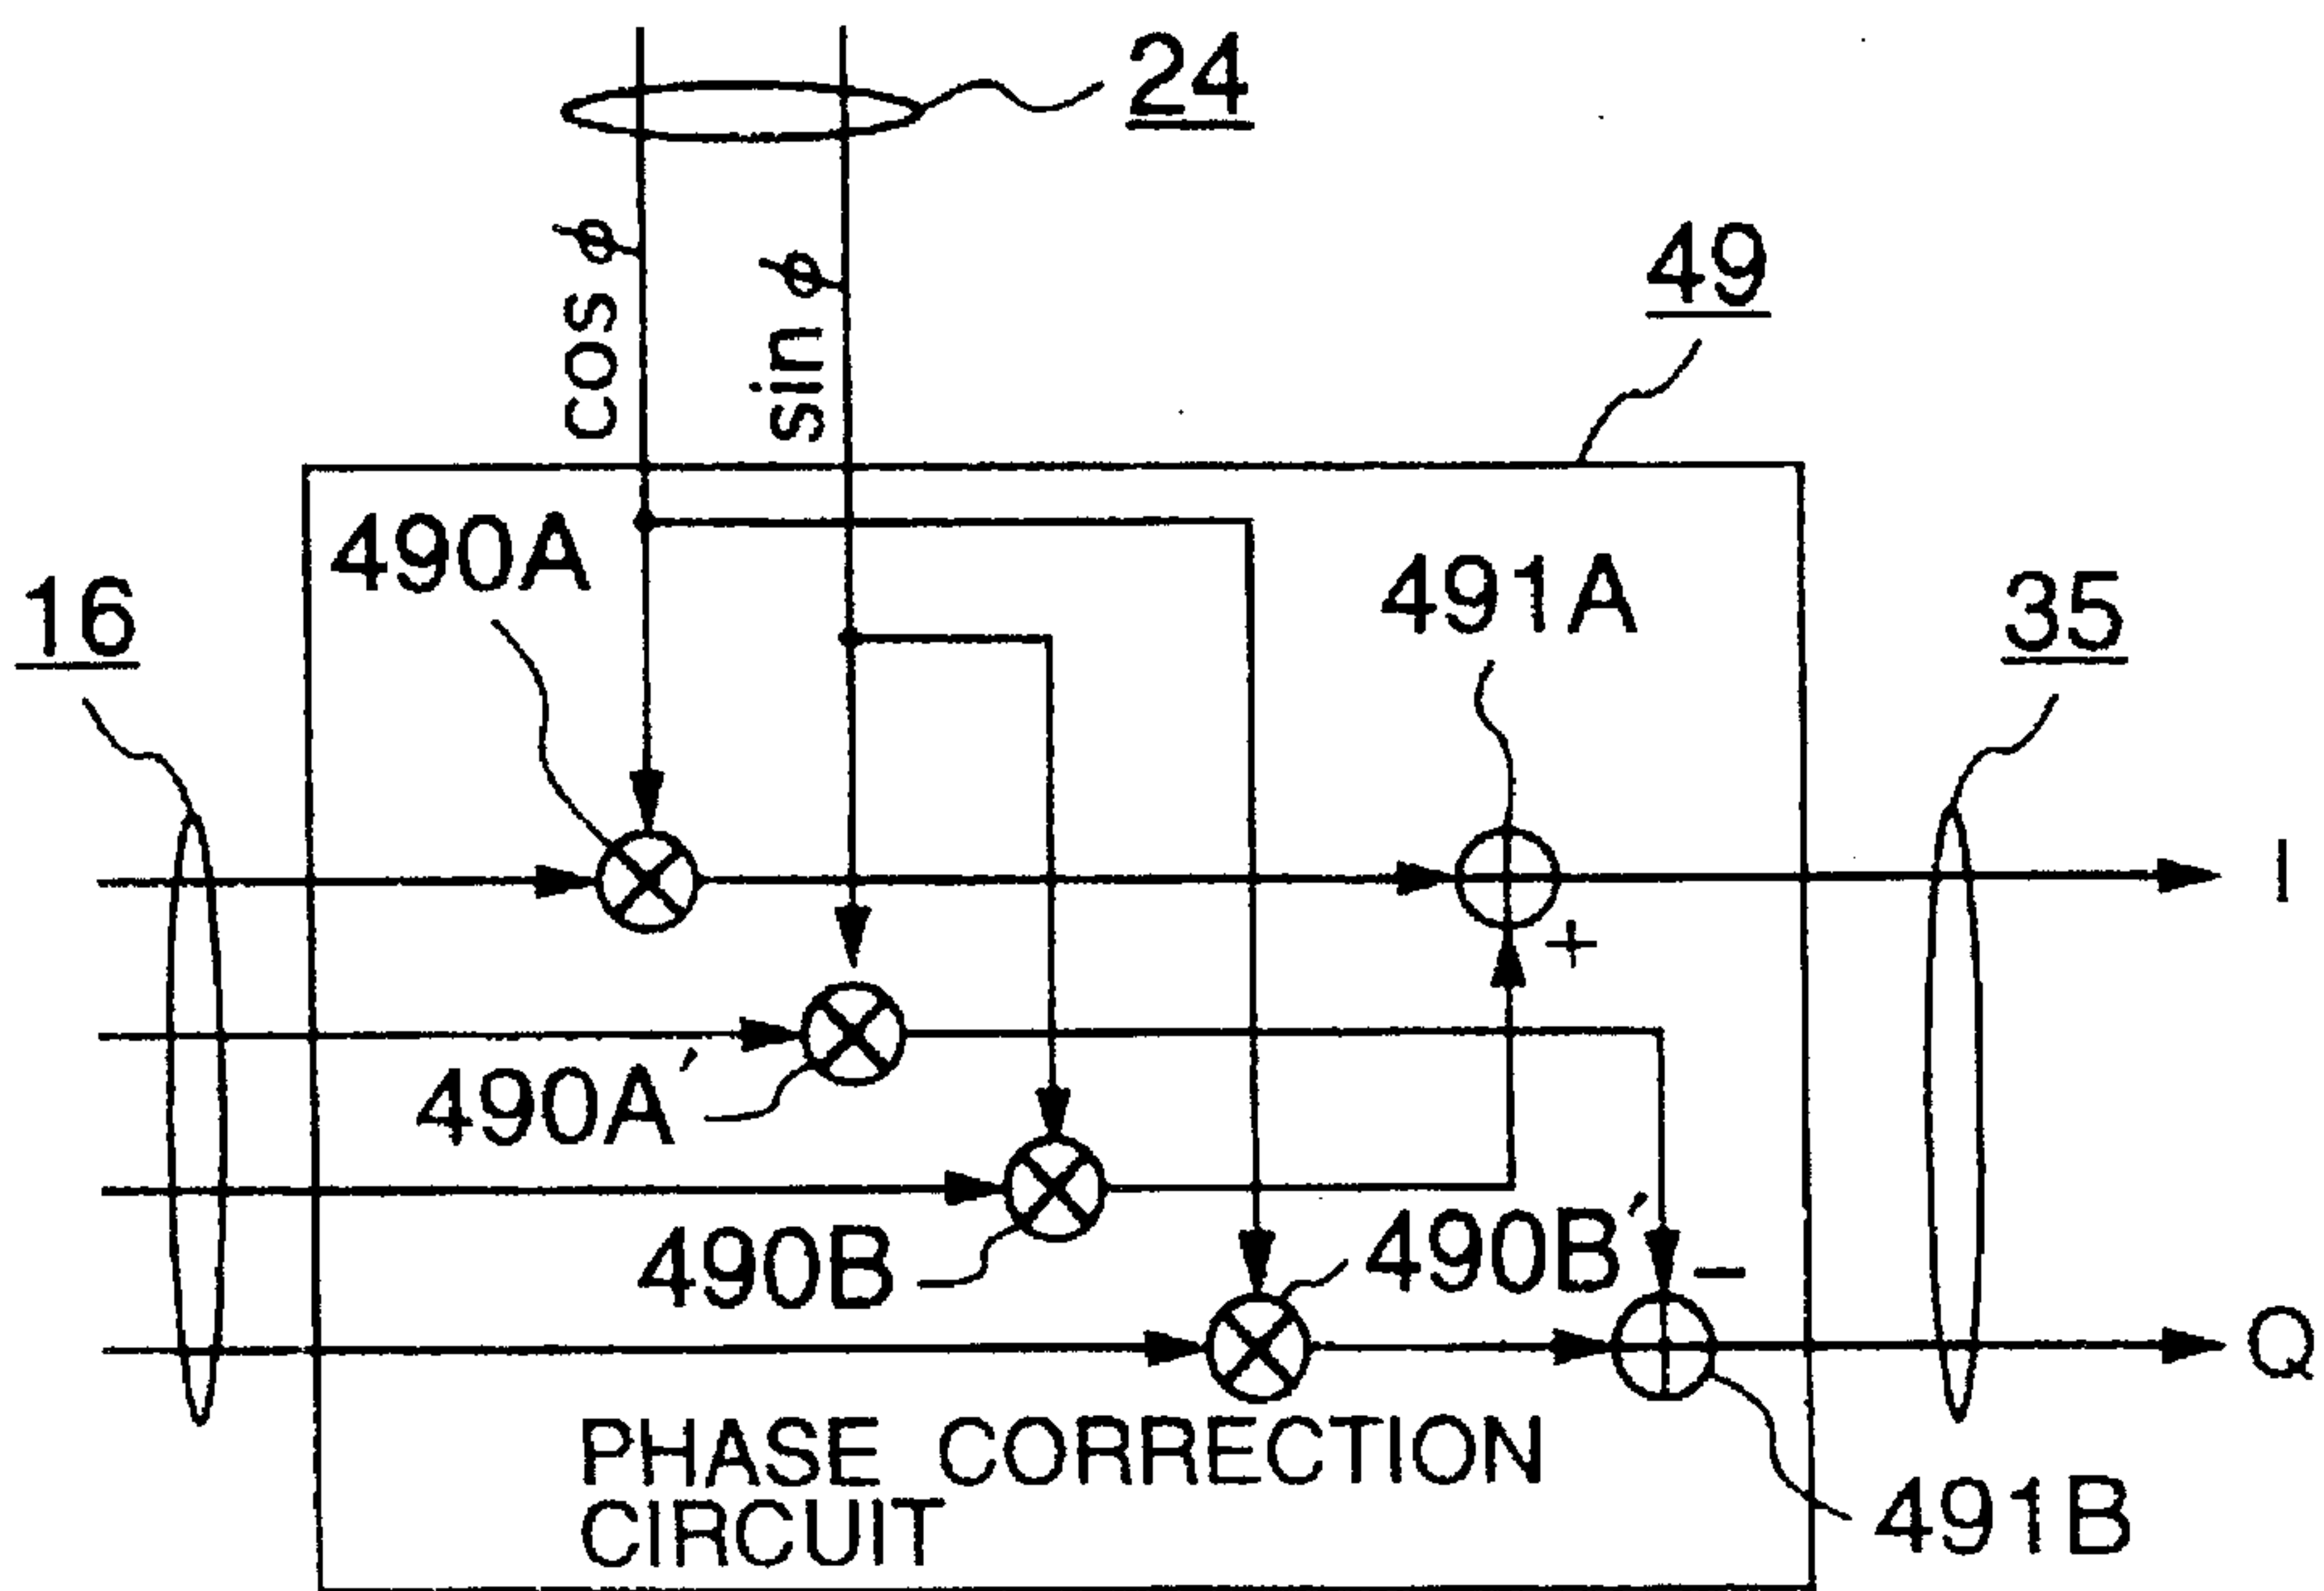 24
cos φ
sin φ
49
490A
491A
16
35
I
+
490A′
490B
490B′
−
Q
PHASE CORRECTION
CIRCUIT
491B